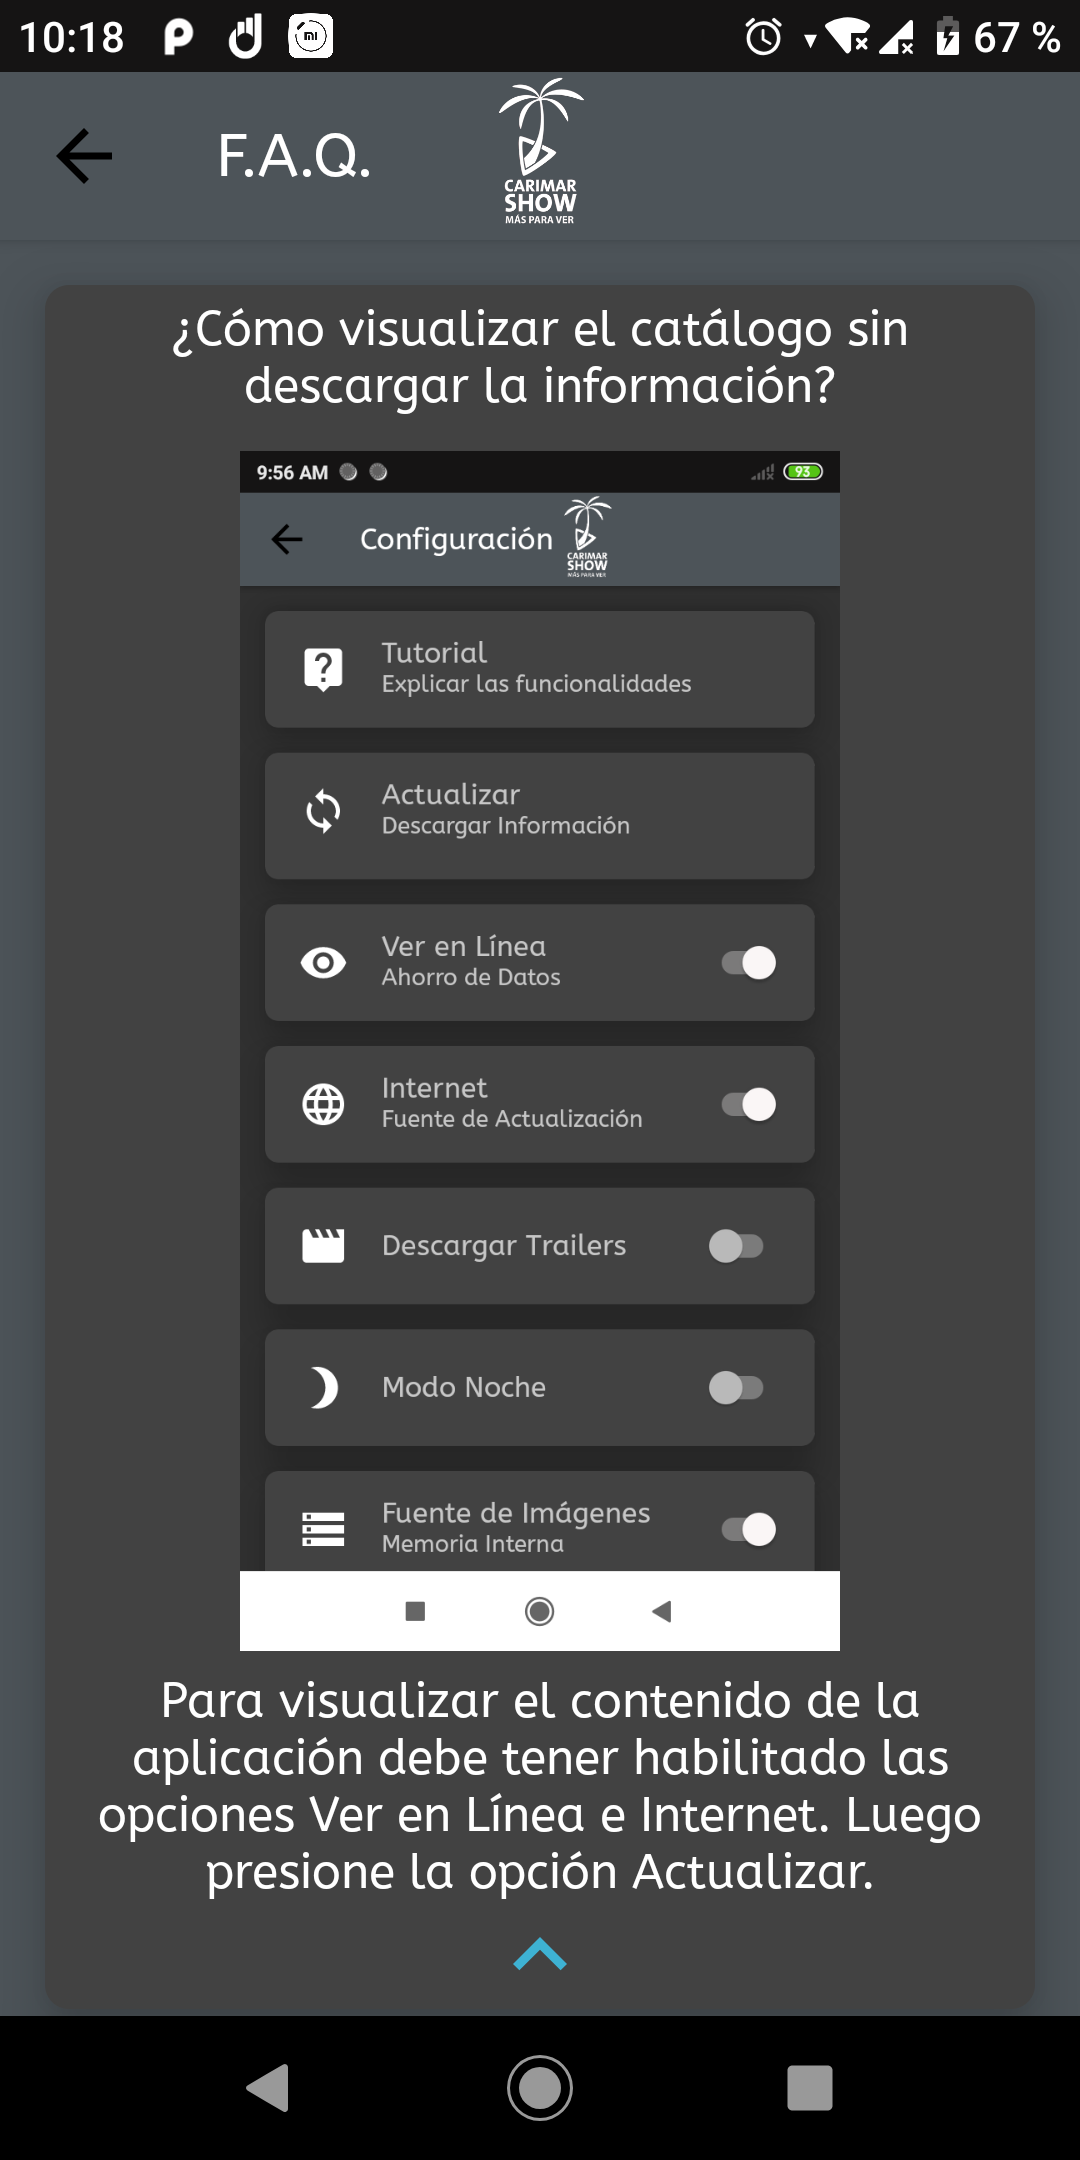 10:18
67 %
F.A.Q.
CARIMAR
SHOW
MÁS PARA VER
¿Cómo visualizar el catálogo sin
descargar la información?
9:56 AM
93
Configuración
CARIMAR
SHOW
MÁS PARA VER
Tutorial
Explicar las funcionalidades
Actualizar
Descargar Información
Ver en Línea
Ahorro de Datos
Internet
Fuente de Actualización
Descargar Trailers
Modo Noche
Fuente de Imágenes
Memoria Interna
Para visualizar el contenido de la
aplicación debe tener habilitado las
opciones Ver en Línea e Internet. Luego
presione la opción Actualizar.